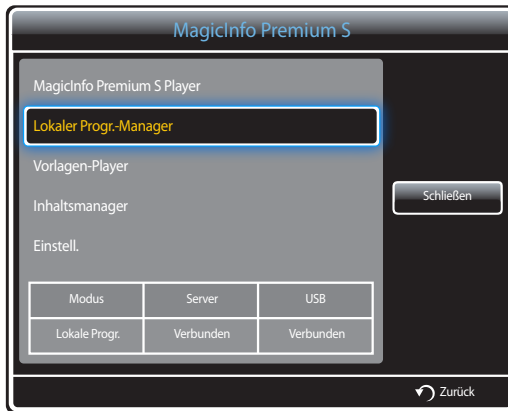 MagicInfo Premium S
MagicInfo Premium S Player
Lokaler Progr.-Manager
Vorlagen-Player
Inhaltsmanager
Einstell.
Schließen
Modus Server USB
Lokale Progr. Verbunden Verbunden
Zurück